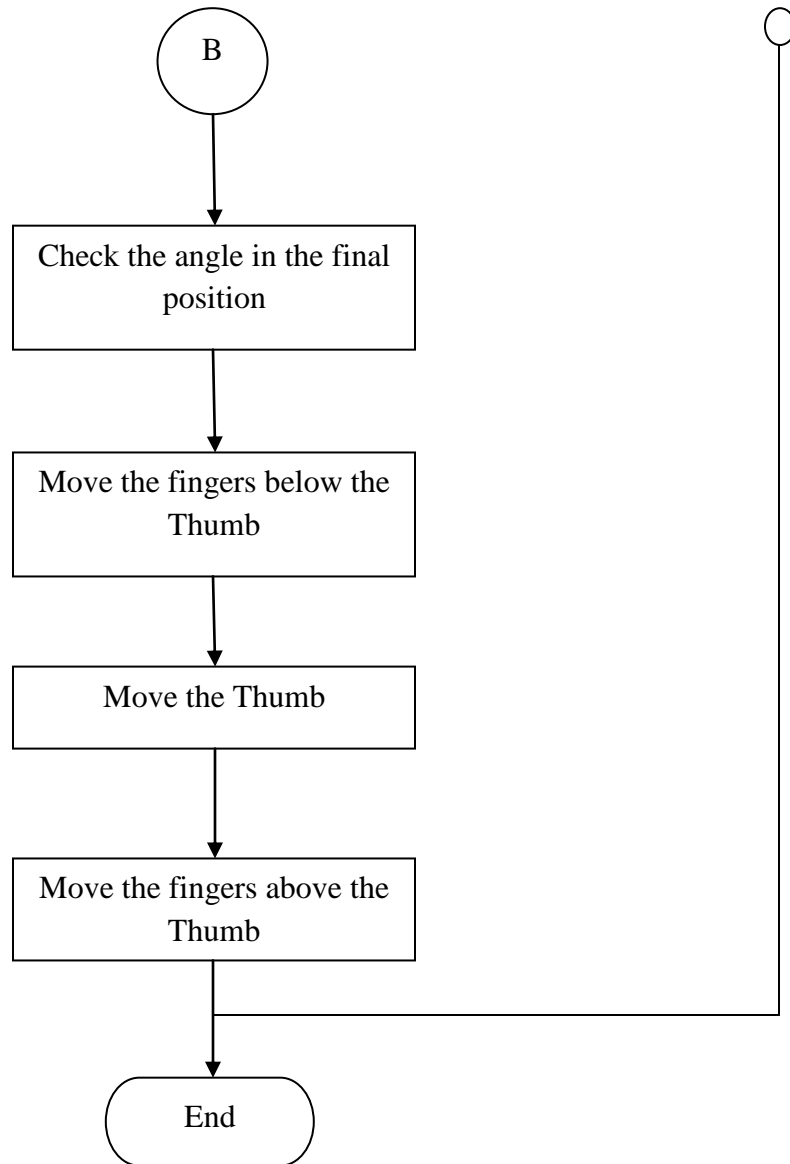 B
Check the angle in the final
position
Move the fingers below the
Thumb
Move the Thumb
Move the fingers above the
Thumb
End